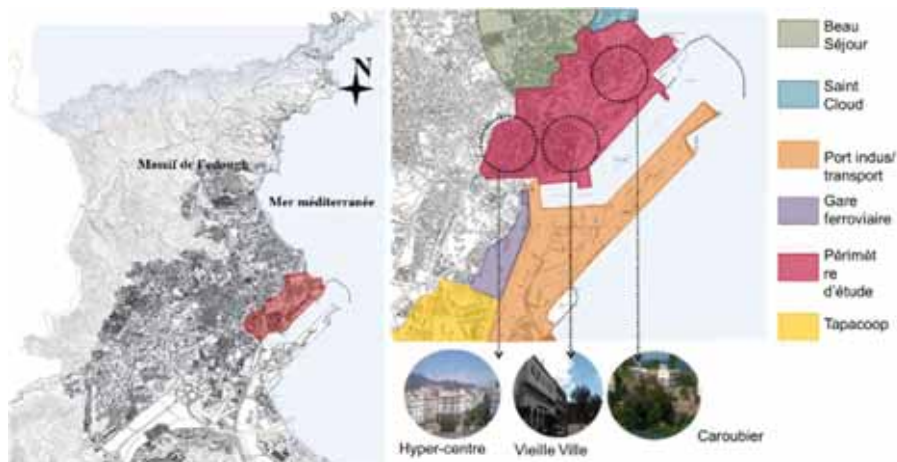 N
Massif de Edough
Mer méditerranée
Beau
Séjour
Saint
Cloud
Port indus/
transport
Gare
ferroviaire
Périmèt
re
d'étude
Tapacoop
Hyper-centre
Vieille Ville
Caroubier